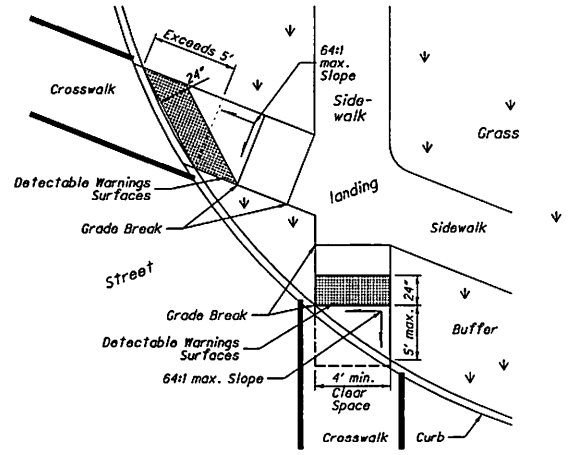 Exceeds 5'
64:1
max.
Slope
24"
Crosswalk
Side-
walk
Grass
Detectable Warnings
Surfaces
landing
Grade Break
Sidewalk
Street
Grade Break
24"
Detectable Warnings
Surfaces
5' max.
Buffer
64:1 max. Slope
4' min.
Clear
Space
Crosswalk
Curb